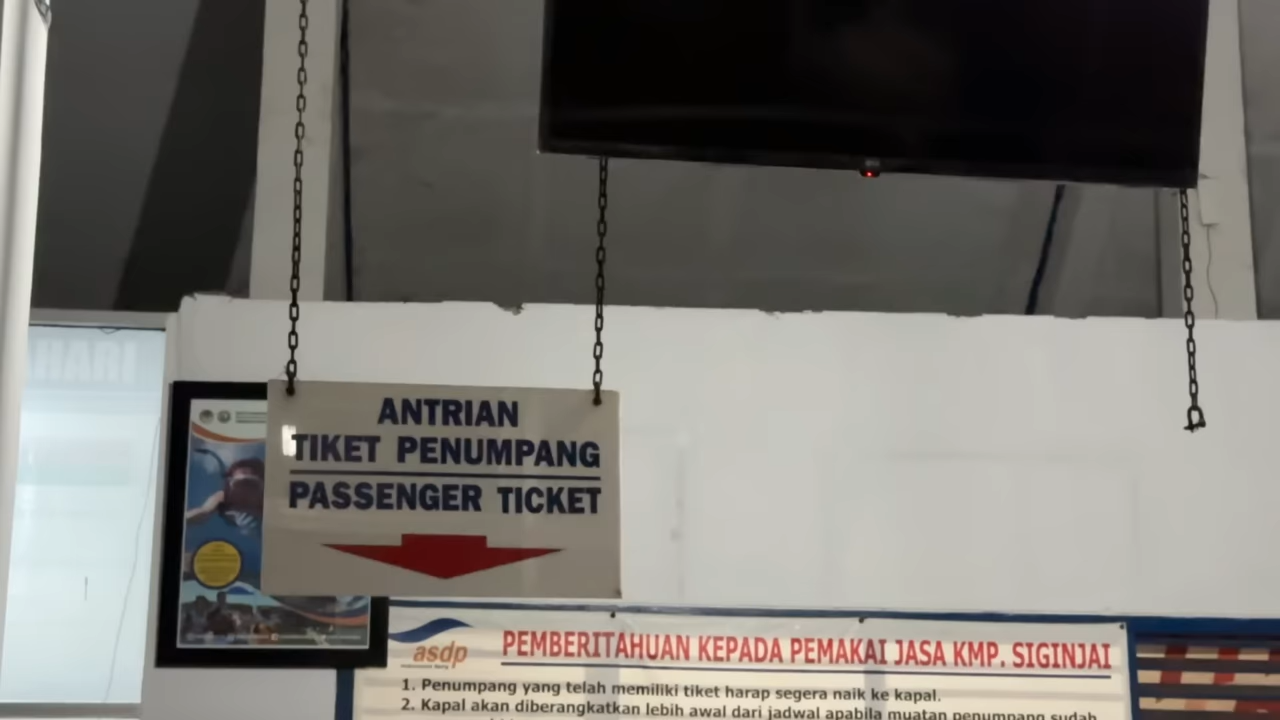 HARI
ANTRIAN
TIKET PENUMPANG
PASSENGER TICKET
asdp
PEMBERITAHUAN KEPADA PEMAKAI JASA KMP. SIGINJAI
1. Penumpang yang telah memiliki tiket harap segera naik ke kapal.
2. Kapal akan diberangkatkan lebih awal dari jadwal apabila muatan penumpang sudah